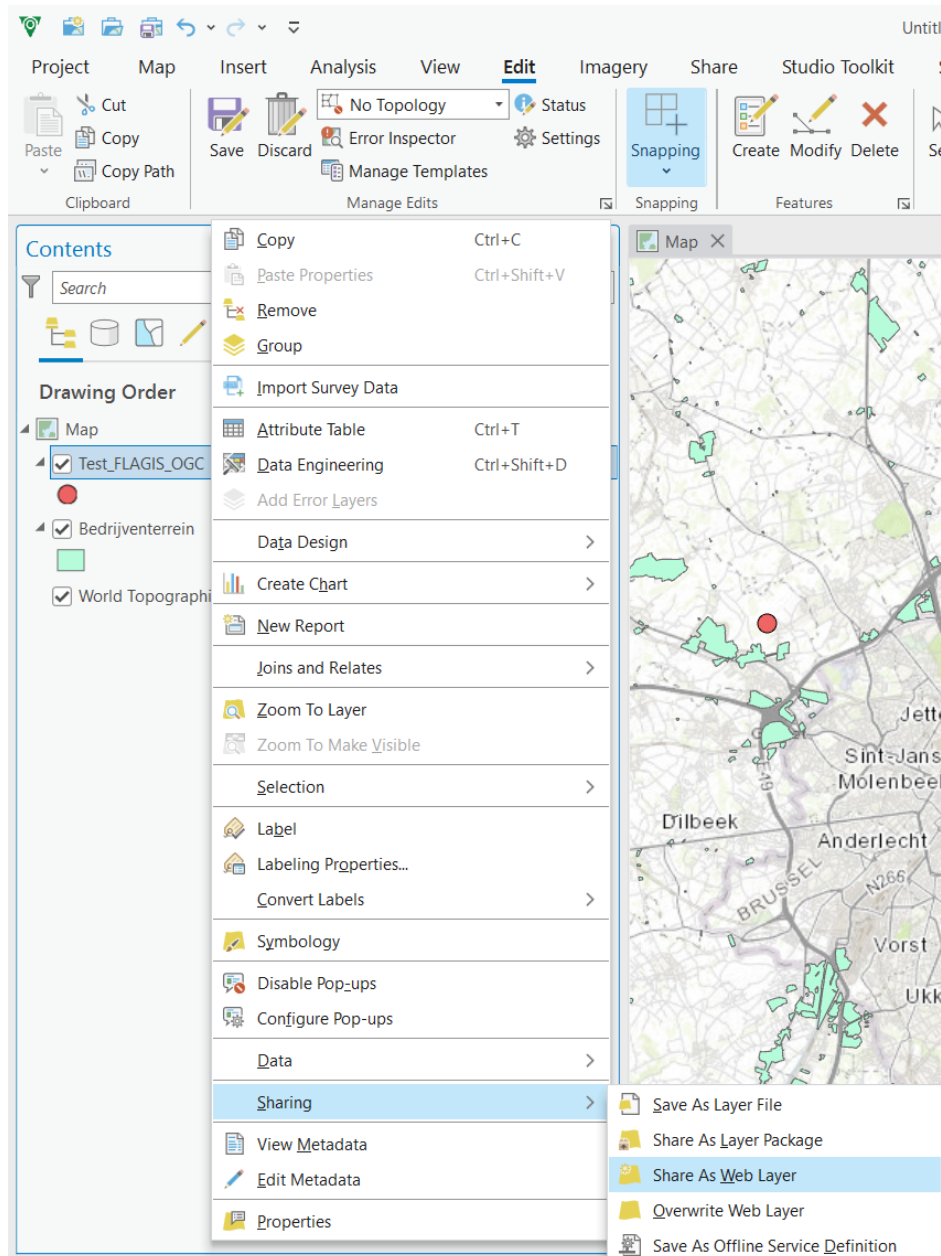 Untitl
Project Map Insert Analysis View Edit Imagery Share Studio Toolkit
Cut
Copy
Copy Path
Paste
Clipboard
Save Discard
No Topology
Error Inspector
Manage Templates
Status
Settings
Manage Edits
Snapping
Snapping
Create Modify Delete
Features
Se
Contents
Search
Drawing Order
Map
Test_FLAGIS_OGC
Bedrijventerrein
World Topographi
Copy Ctrl+C
Paste Properties Ctrl+Shift+V
Remove
Group
Import Survey Data
Attribute Table Ctrl+T
Data Engineering Ctrl+Shift+D
Add Error Layers
Data Design
Create Chart
New Report
Joins and Relates
Zoom To Layer
Zoom To Make Visible
Selection
Label
Labeling Properties...
Convert Labels
Symbology
Disable Pop-ups
Configure Pop-ups
Data
Sharing
View Metadata
Edit Metadata
Properties
Save As Layer File
Share As Layer Package
Share As Web Layer
Overwrite Web Layer
Save As Offline Service Definition
Map
Jette
Sint-Jans
Molenbeek
E-19
Dilbeek
Anderlecht
N266
BRUSSEL
Vorst
Ukk